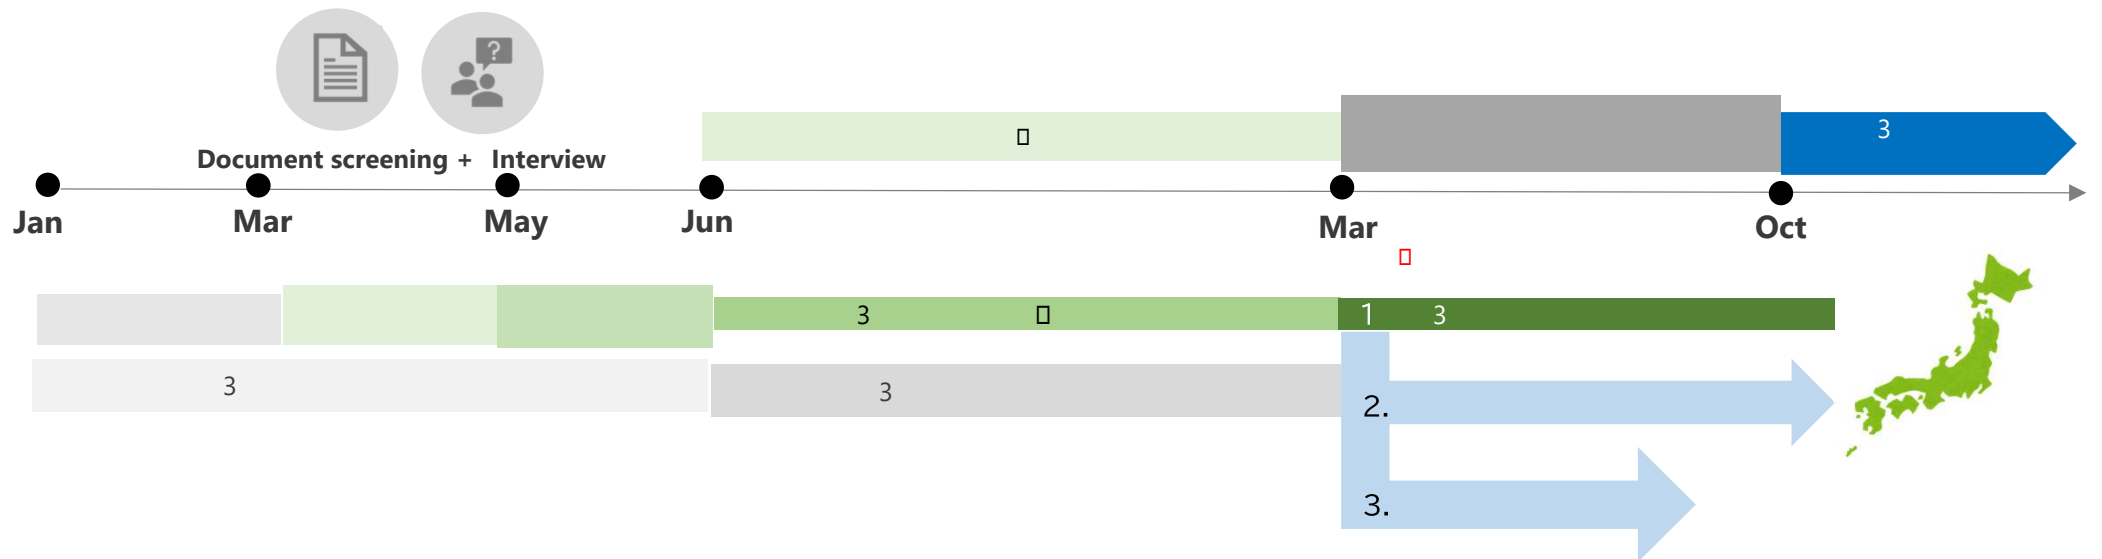 ?
3
Document screening + Interview
Jan Mar May Jun Mar Oct
3 1 3
3 3
2.
3.